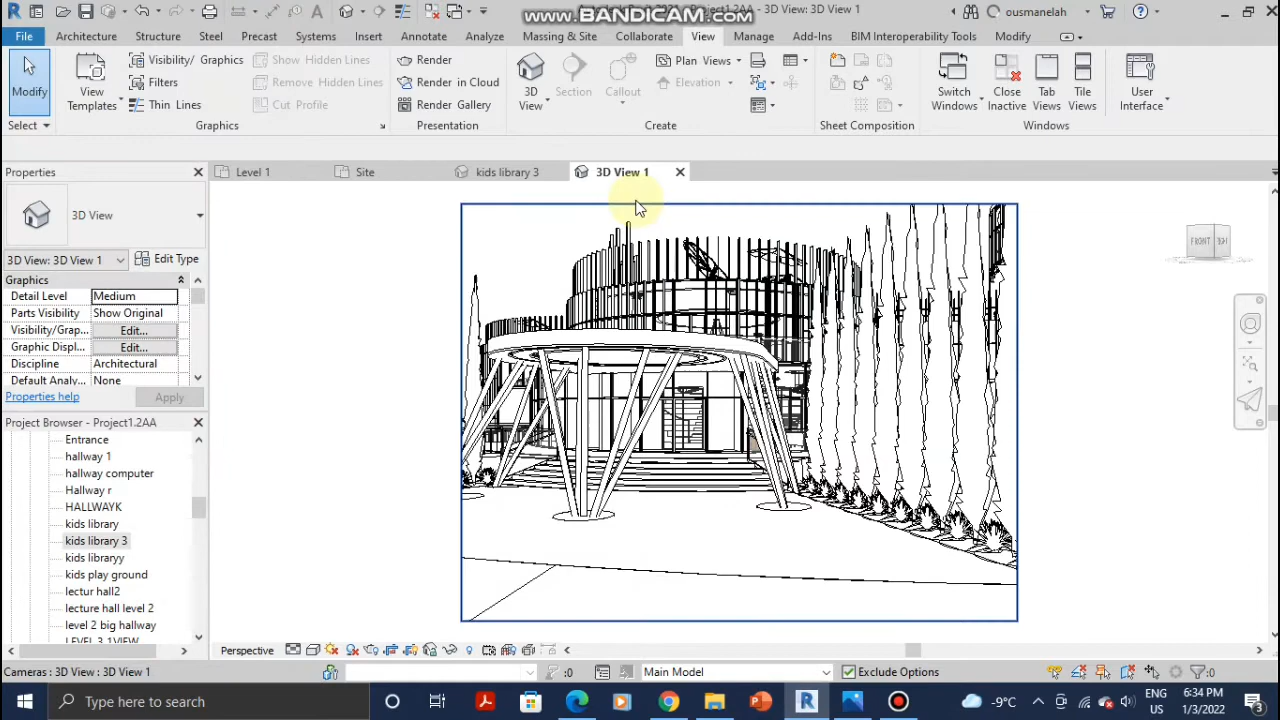 Project1.2AA - 3D View: 3D View 1
www.BANDICAM.com
ousmanelah
File
Architecture
Structure
Steel
Precast
Systems
Insert
Annotate
Analyze
Massing & Site
Collaborate
View
Manage
Add-Ins
BIM Interoperability Tools
Modify
Modify
View
Templates
Visibility/ Graphics
Filters
Thin Lines
Show Hidden Lines
Remove Hidden Lines
Cut Profile
Render
Render in Cloud
Render Gallery
3D
View
Section
Callout
Plan Views
Elevation
Switch
Windows
Close
Inactive
Tab
Views
Tile
Views
User
Interface
Select
Graphics
Presentation
Create
Sheet Composition
Windows
Properties
Level 1
Site
kids library 3
3D View 1
3D View
3D View: 3D View 1
Edit Type
Graphics
Detail Level
Medium
Parts Visibility
Show Original
Visibility/Grap...
Edit...
Graphic Displ...
Edit...
Discipline
Architectural
Default Analy...
None
Properties help
Apply
Project Browser - Project1.2AA
Entrance
hallway 1
hallway computer
Hallway r
HALLWAYK
kids library
kids library 3
kids libraryy
kids play ground
lectur hall2
lecture hall level 2
level 2 big hallway
LEVEL 3 1VIEW
FRONT
Perspective
Cameras : 3D View: 3D View 1
:0
Main Model
Exclude Options
:0
Type here to search
-9°C
ENG
US
6:34 PM
1/3/2022
3